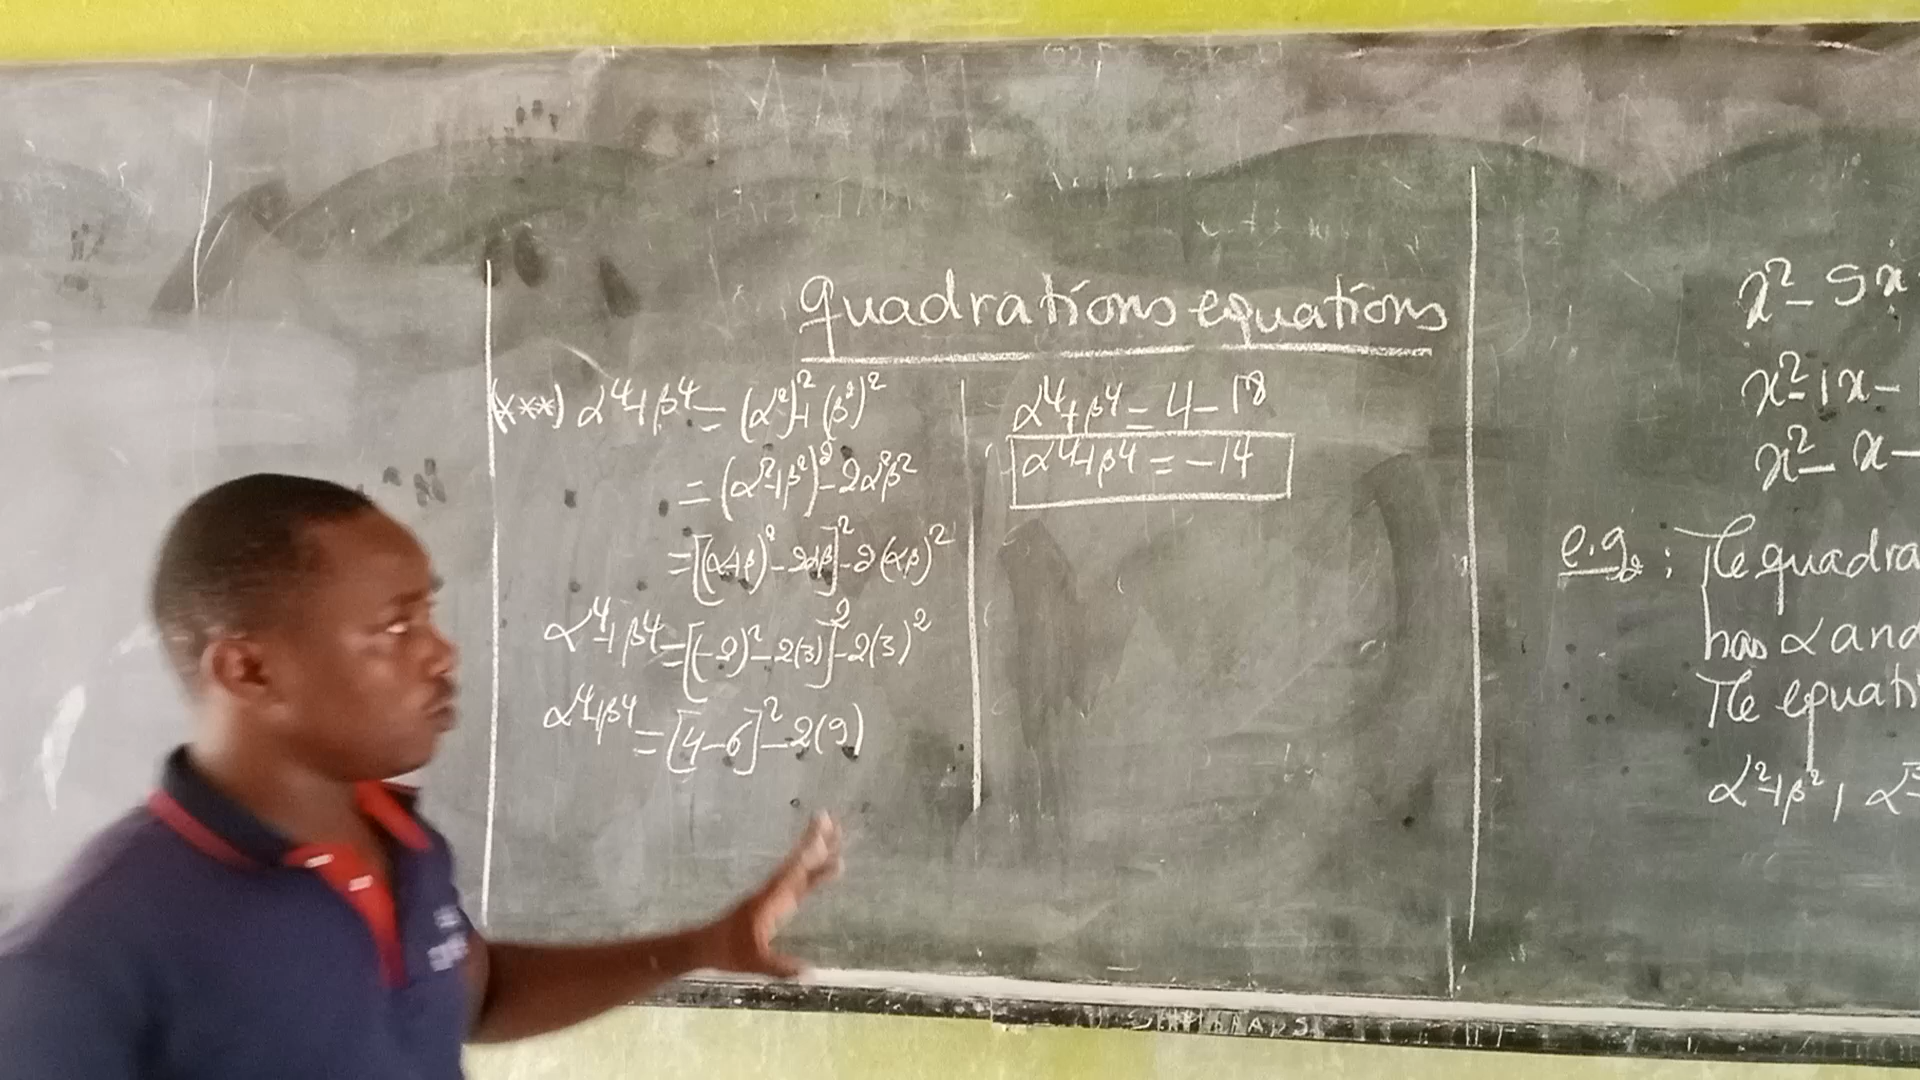 quadrations equations
(***) α⁴+β⁴ = (α²)²+(β²)²
= (α²+β²)²-2α²β²
=[(α+β)²-2αβ]²-2(αβ)²
α⁴+β⁴=[(-2)²-2(3)]²-2(3)²
α⁴+β⁴=[4-6]²-2(9)
α⁴+β⁴=4-18
α⁴+β⁴=-14
x²-5x
x²-1x-
x²-x-
e.g₂: The quadra
has α and
The equati
α²+β², α³